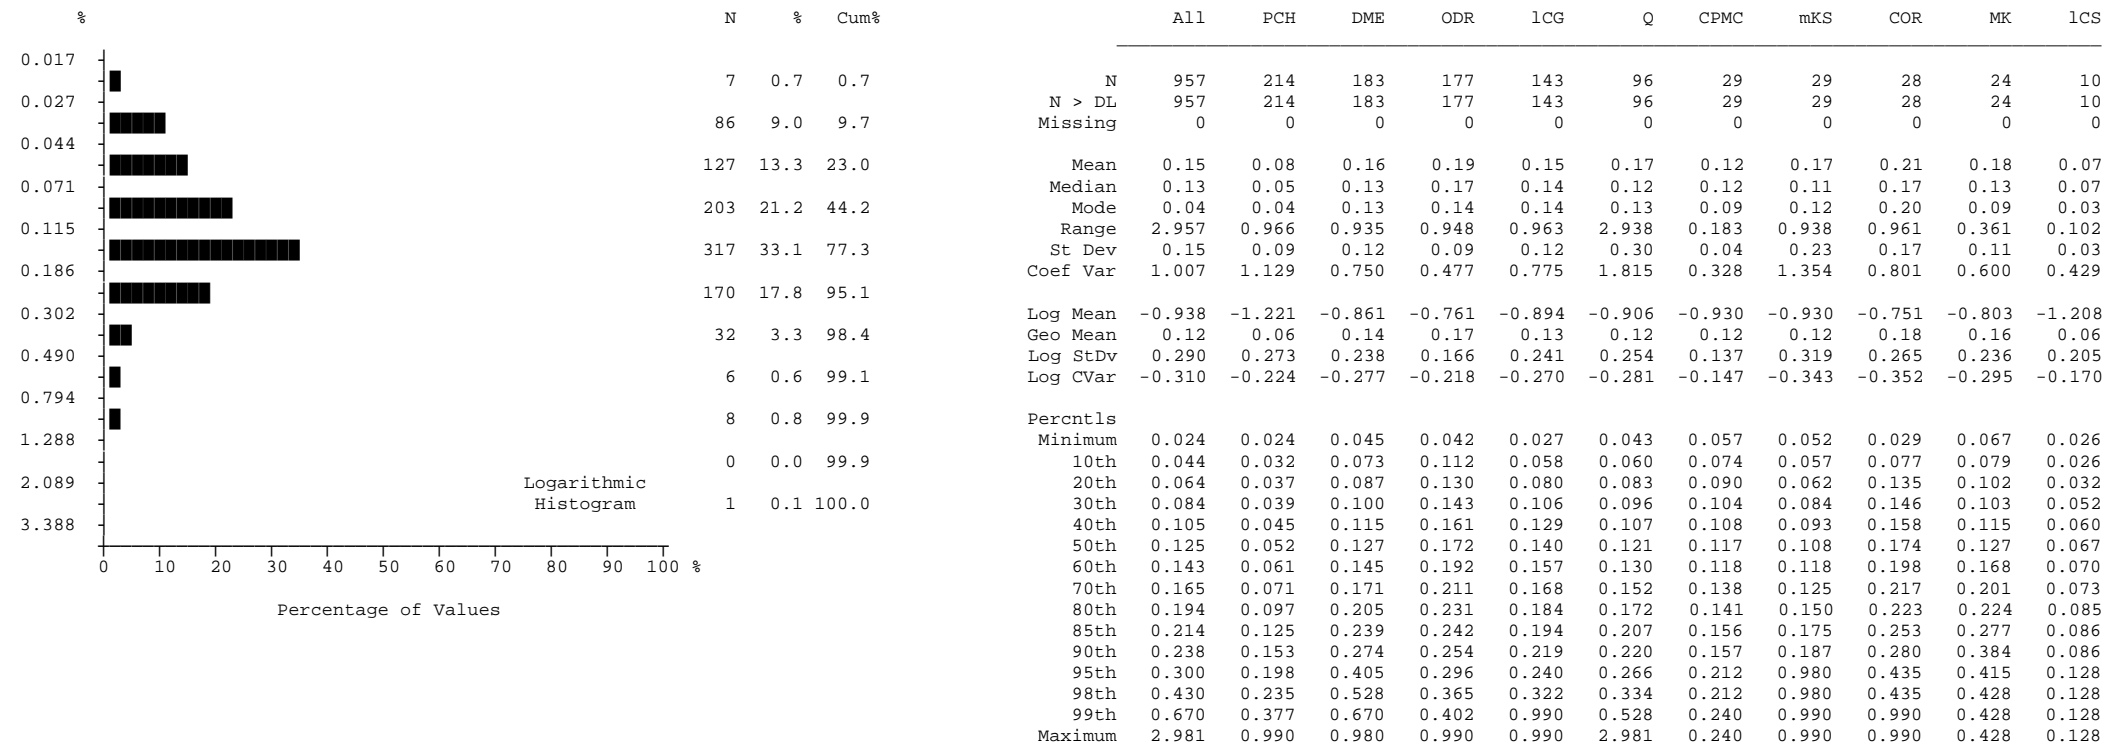 % N % Cum% All PCH DME ODR lCG Q CPMC mKS COR MK lCS
0.017
7 0.7 0.7 N 957 214 183 177 143 96 29 29 28 24 10
0.027 N > DL 957 214 183 177 143 96 29 29 28 24 10
86 9.0 9.7 Missing 0 0 0 0 0 0 0 0 0 0 0
0.044
127 13.3 23.0 Mean 0.15 0.08 0.16 0.19 0.15 0.17 0.12 0.17 0.21 0.18 0.07
0.071 Median 0.13 0.05 0.13 0.17 0.14 0.12 0.12 0.11 0.17 0.13 0.07
203 21.2 44.2 Mode 0.04 0.04 0.13 0.14 0.14 0.13 0.09 0.12 0.20 0.09 0.03
0.115 Range 2.957 0.966 0.935 0.948 0.963 2.938 0.183 0.938 0.961 0.361 0.102
317 33.1 77.3 St Dev 0.15 0.09 0.12 0.09 0.12 0.30 0.04 0.23 0.17 0.11 0.03
0.186 Coef Var 1.007 1.129 0.750 0.477 0.775 1.815 0.328 1.354 0.801 0.600 0.429
170 17.8 95.1
0.302 Log Mean -0.938 -1.221 -0.861 -0.761 -0.894 -0.906 -0.930 -0.930 -0.751 -0.803 -1.208
32 3.3 98.4 Geo Mean 0.12 0.06 0.14 0.17 0.13 0.12 0.12 0.12 0.18 0.16 0.06
0.490 Log StDv 0.290 0.273 0.238 0.166 0.241 0.254 0.137 0.319 0.265 0.236 0.205
6 0.6 99.1 Log CVar -0.310 -0.224 -0.277 -0.218 -0.270 -0.281 -0.147 -0.343 -0.352 -0.295 -0.170
0.794
8 0.8 99.9 Percntls
1.288 Minimum 0.024 0.024 0.045 0.042 0.027 0.043 0.057 0.052 0.029 0.067 0.026
0 0.0 99.9 10th 0.044 0.032 0.073 0.112 0.058 0.060 0.074 0.057 0.077 0.079 0.026
2.089 Logarithmic 20th 0.064 0.037 0.087 0.130 0.080 0.083 0.090 0.062 0.135 0.102 0.032
Histogram 1 0.1 100.0 30th 0.084 0.039 0.100 0.143 0.106 0.096 0.104 0.084 0.146 0.103 0.052
3.388 40th 0.105 0.045 0.115 0.161 0.129 0.107 0.108 0.093 0.158 0.115 0.060
50th 0.125 0.052 0.127 0.172 0.140 0.121 0.117 0.108 0.174 0.127 0.067
0 10 20 30 40 50 60 70 80 90 100 % 60th 0.143 0.061 0.145 0.192 0.157 0.130 0.118 0.118 0.198 0.168 0.070
70th 0.165 0.071 0.171 0.211 0.168 0.152 0.138 0.125 0.217 0.201 0.073
Percentage of Values 80th 0.194 0.097 0.205 0.231 0.184 0.172 0.141 0.150 0.223 0.224 0.085
85th 0.214 0.125 0.239 0.242 0.194 0.207 0.156 0.175 0.253 0.277 0.086
90th 0.238 0.153 0.274 0.254 0.219 0.220 0.157 0.187 0.280 0.384 0.086
95th 0.300 0.198 0.405 0.296 0.240 0.266 0.212 0.980 0.435 0.415 0.128
98th 0.430 0.235 0.528 0.365 0.322 0.334 0.212 0.980 0.435 0.428 0.128
99th 0.670 0.377 0.670 0.402 0.990 0.528 0.240 0.990 0.990 0.428 0.128
Maximum 2.981 0.990 0.980 0.990 0.990 2.981 0.240 0.990 0.990 0.428 0.128